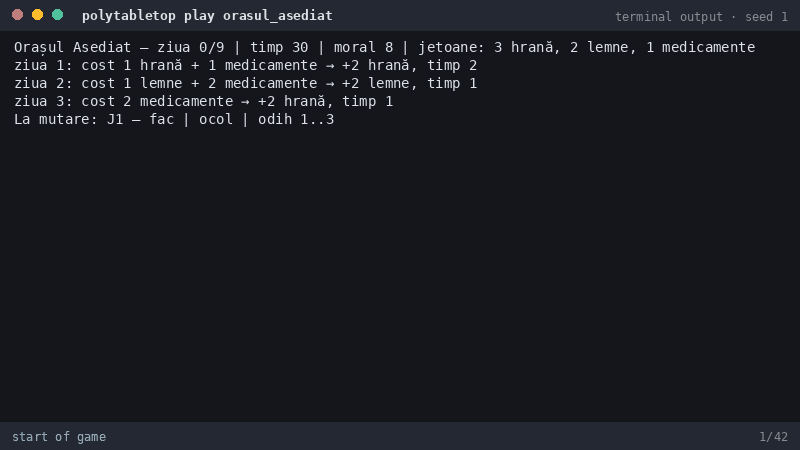 polytabletop play orasul_asediat
terminal output · seed 1
Orașul Asediat — ziua 0/9 | timp 30 | moral 8 | jetoane: 3 hrană, 2 lemne, 1 medicamente
ziua 1: cost 1 hrană + 1 medicamente → +2 hrană, timp 2
ziua 2: cost 1 lemne + 2 medicamente → +2 lemne, timp 1
ziua 3: cost 2 medicamente → +2 hrană, timp 1
La mutare: J1 — fac | ocol | odih 1..3
start of game
1/42